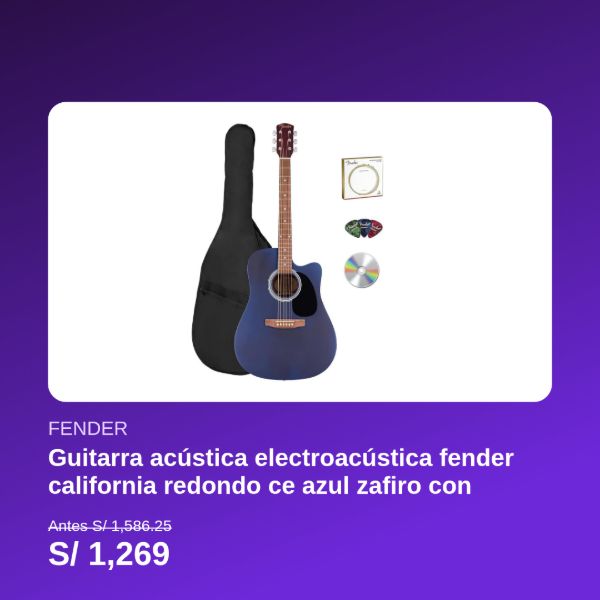 FENDER
Guitarra acústica electroacústica fender
california redondo ce azul zafiro con
Antes S/ 1,586.25
S/ 1,269